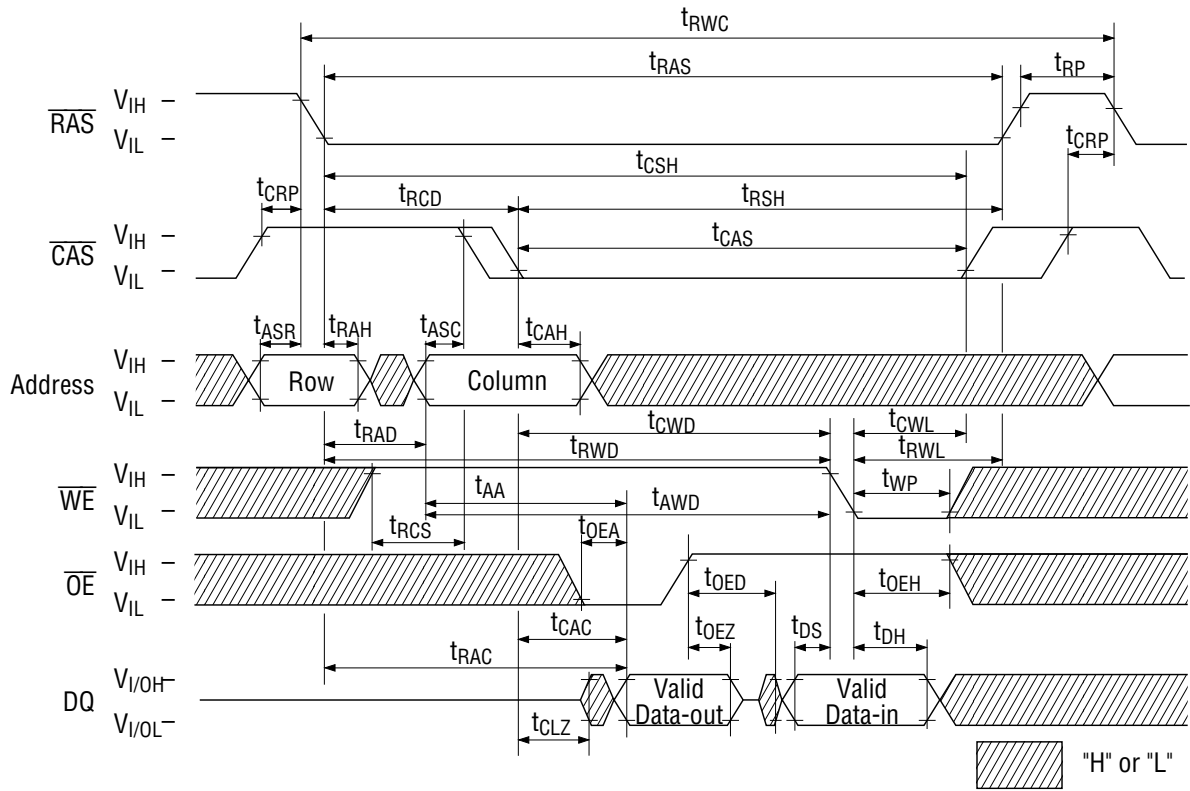 tRWC
tRAS
tRP
RAS
VIH
VIL
tCRP
tCSH
tCRP
tRCD
tRSH
CAS
VIH
VIL
tCAS
tASR
tRAH
tASC
tCAH
Address
VIH
VIL
Row
Column
tRAD
tCWD
tCWL
tRWD
tRWL
WE
VIH
VIL
tAA
tWP
tAWD
tRCS
tOEA
OE
VIH
VIL
tOED
tOEH
tCAC
tOEZ
tDS
tDH
tRAC
DQ
VI/OH
VI/OL
Valid
Data-out
Valid
Data-in
tCLZ
"H" or "L"